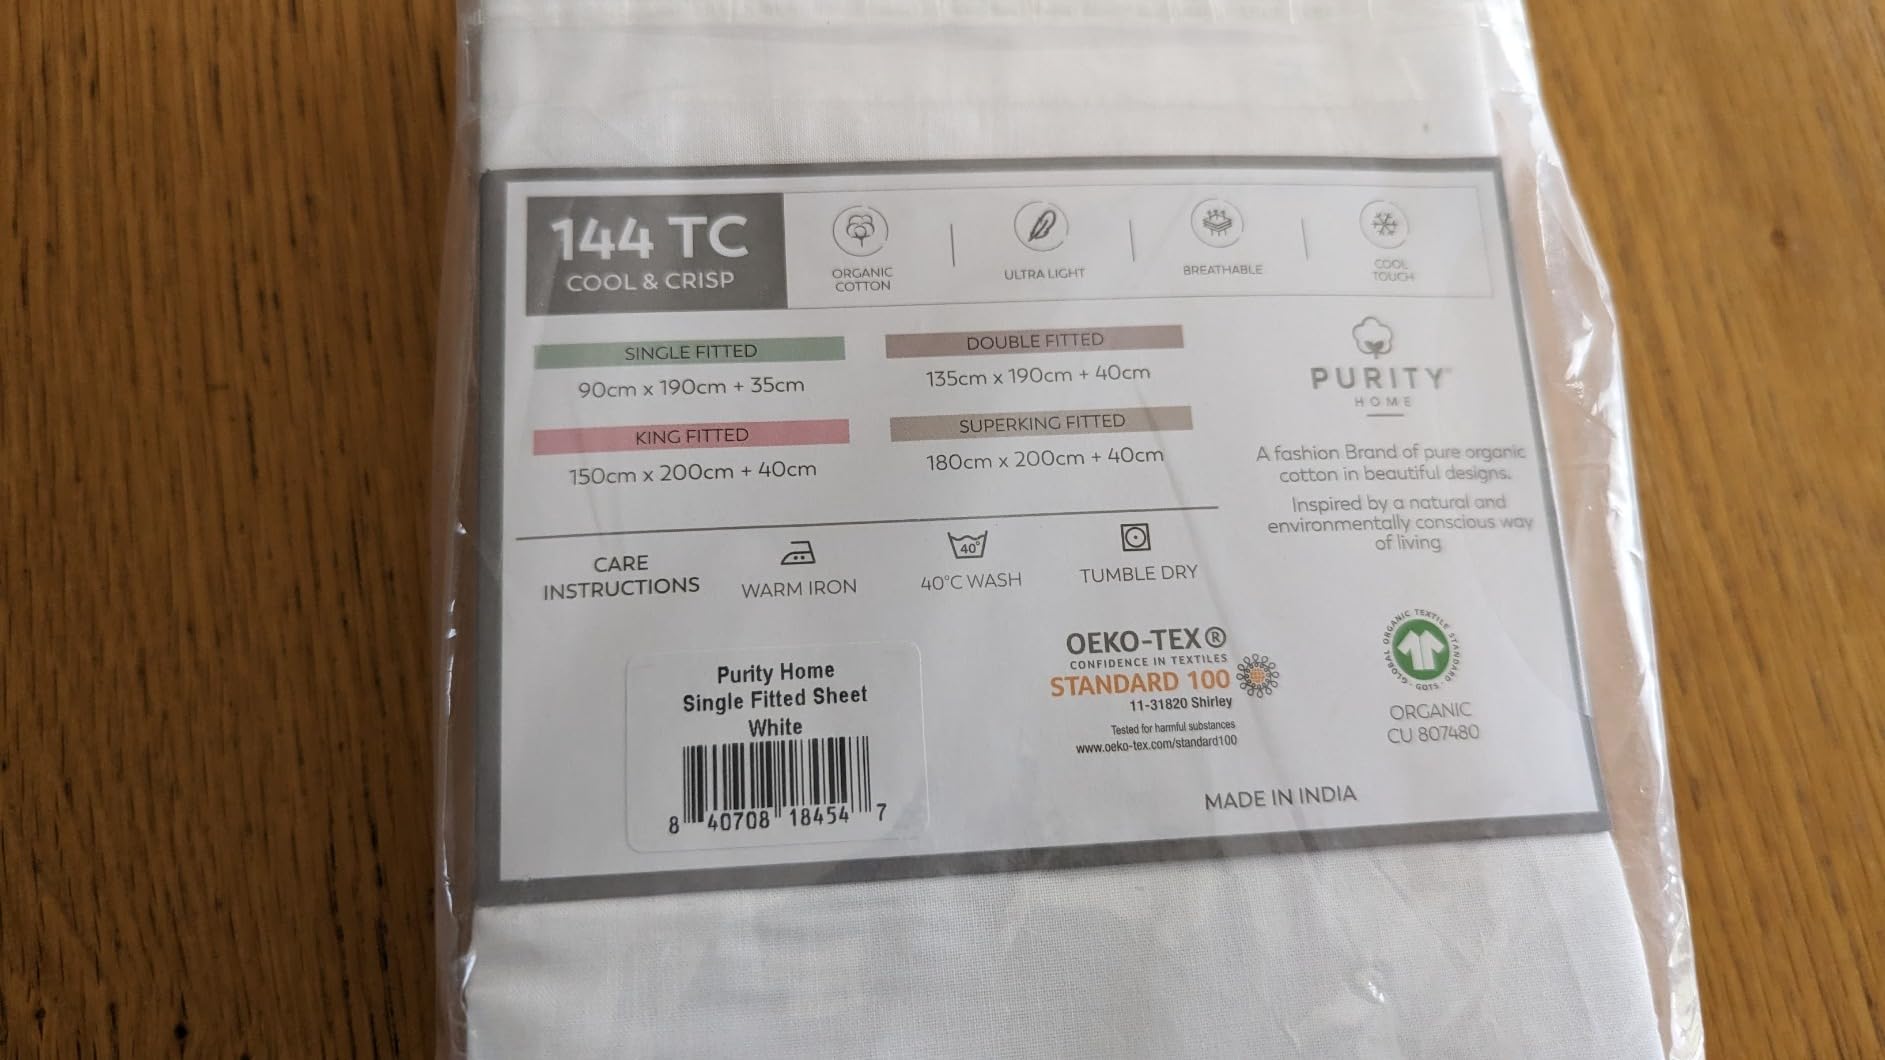 144 TC
COOL & CRISP
ORGANIC
COTTON
ULTRA LIGHT
BREATHABLE
COOL
TOUCH
SINGLE FITTED
90cm x 190cm + 35cm
DOUBLE FITTED
135cm x 190cm + 40cm
KING FITTED
150cm x 200cm + 40cm
SUPERKING FITTED
180cm x 200cm + 40cm
PURITY™
HOME
A fashion Brand of pure organic
cotton in beautiful designs.
Inspired by a natural and
environmentally conscious way
of living
CARE
INSTRUCTIONS
WARM IRON
40°
40°C WASH
TUMBLE DRY
Purity Home
Single Fitted Sheet
White
8 40708 18454 7
OEKO-TEX®
CONFIDENCE IN TEXTILES
STANDARD 100
11-31820 Shirley
Tested for harmful substances
www.oeko-tex.com/standard100
GLOBAL ORGANIC TEXTILE STANDARD
· GOTS ·
ORGANIC
CU 807480
MADE IN INDIA